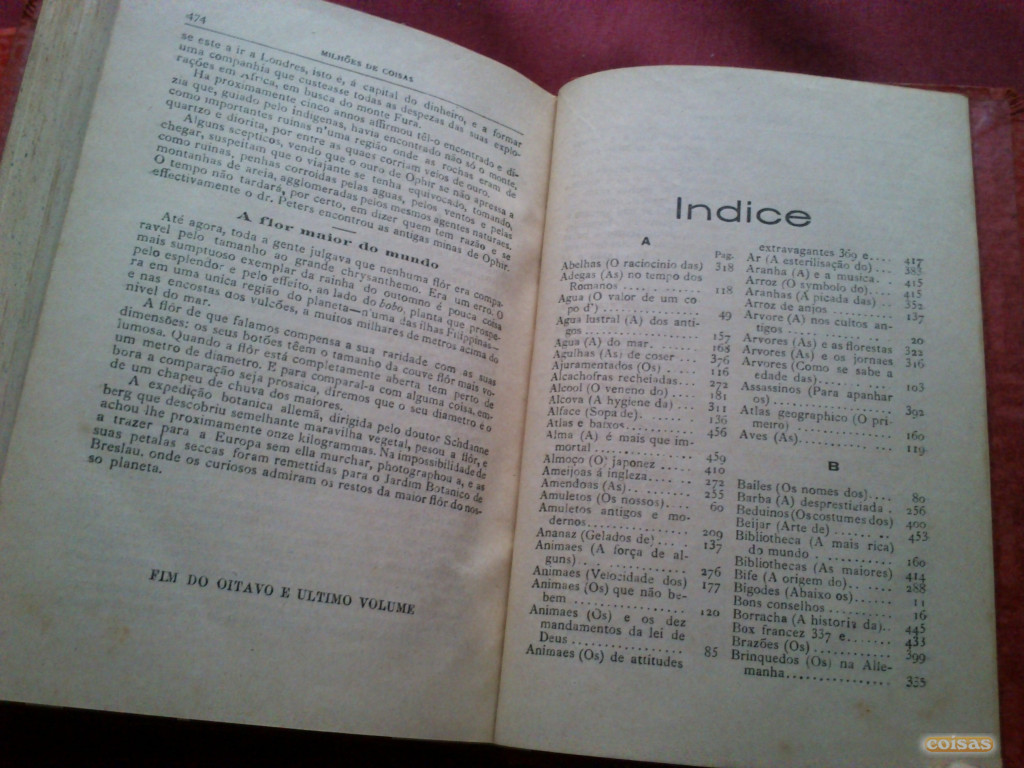 474
MILHÕES DE COISAS
se este a ir a Londres, isto é, á capital do dinheiro, e a formar
uma companhia que custeasse todas as despezas das suas explo-
rações em Africa, em busca do monte Fura.
Ha proximamente cinco annos affirmou têl-o encontrado e di-
zia que, guiado pelo indigenas, havia encontrado não só o monte,
como importantes ruinas n'uma região onde as rochas eram de
quartzo e diorita, por entre as quaes corriam veios de ouro.
Alguns scepticos, vendo que o ouro de Ophir se não apressa a
chegar, suspeitam que o viajante se tenha equivocado, tomando,
como ruinas, penhas corroidas pelas aguas, pelos ventos e pelas
montanhas de areia, agglomeradas pelos mesmos agentes naturaes.
O tempo não tardará, por certo, em dizer quem tem razão e se
effectivamente o dr. Peters encontrou as antigas minas de Ophir.
A flor maior do mundo
Até agora, toda a gente julgava que nenhuma flôr era compa-
ravel pelo tamanho ao grande chrysanthemo. Era um erro. O
mais sumptuoso exemplar da rainha do outomno é pouca coisa
pelo esplendor e pelo effeito, ao lado do bobo, planta que prospe-
ra em uma unica região do planeta—n'uma das ilhas Filippinas—
e nas encostas dos vulcões, a muitos milhares de metros acima do
nivel do mar.
A flôr de que falamos compensa a sua raridade com as suas
dimensões: os seus botões têem o tamanho da couve flôr mais vo-
lumosa. Quando a flôr está completamente aberta tem perto de
um metro de diametro. E para comparal-a com alguma coisa, em-
bora a comparação seja prosaica, diremos que o seu diametro é o
de um chapeu de chuva dos maiores.
A expedição botanica allemã, dirigida pelo doutor
berg que descobriu semelhante maravilha vegetal, pesou a flôr, e
achou lhe proximamente onze kilogrammas. Na impossibilidade de
a trazer para a Europa sem ella murchar, photographou a, e as
suas petalas seccas foram remettidas para o Jardim Botanico de
Breslau, onde os curiosos admiram os restos da maior flôr do nos-
so planeta.
FIM DO OITAVO E ULTIMO VOLUME
Indice
A
Pag.
Abelhas (O raciocinio das) 318
Adegas (As) no tempo dos
Romanos .... 118
Agua (O valor de um co
po d') ........ 49
Agua lustral (A) dos anti-
gos ........ 157
Agua (A) do mar. .... 168
Agulhas (As) de coser .. 376
Ajuramentados (Os) .... 116
Alcachofras recheiadas.. 272
Alcool (O veneno do) ... 181
Alcova (A hygiene da) .. 311
Alface (Sopa de)........ 136
Atlas e baixos.......... 456
Alma (A) é mais que im-
mortal ........ 459
Almoço (O) japonez .... 410
Ameijoas á ingleza...... 272
Amendoas (As)........ 255
Amuletos (Os nossos).... 60
Amuletos antigos e mo-
dernos........ 209
Ananaz (Gelados de).... 137
Animaes (A força de al-
guns) ........ 276
Animaes (Velocidade dos) 177
Animaes (Os) que não be-
bem ........ 120
Animaes (Os) e os dez
mandamentos da lei de
Deus ........ 85
Animaes (Os) de attitudes
extravagantes 369 e.... 417
Ar (A esterilisação do)... 383
Aranha (A) e a musica.. 415
Arroz (O symbolo do).... 415
Aranhas (A picada das)... 352
Arroz de anjos........ 137
Arvore (A) nos cultos an-
tigos ........ 20
Arvores (As) e as florestas 322
Arvores (As) e os jornaes 316
Arvores (Como se sabe a
edade das)........ 103
Assassinos (Para apanhar
os)........ 392
Atlas geographico (O pri-
meiro) ........ 160
Aves (As)........ 119
B
Bailes (Os nomes dos).... 80
Barba (A) desprestigiada . 256
Beduinos (Os costumes dos) 400
Beijar (Arte de) ........ 453
Bibliotheca (A mais rica)
do mundo ........ 160
Bibliothecas (As maiores) 414
Bife (A origem do)...... 288
Bigodes (Abaixo os)...... 11
Bons conselhos ........ 16
Borracha (A historia da).. 445
Box francez 337 e........ 433
Brazões (Os) ........ 399
Brinquedos (Os) na Alle-
manha........ 335
coisas